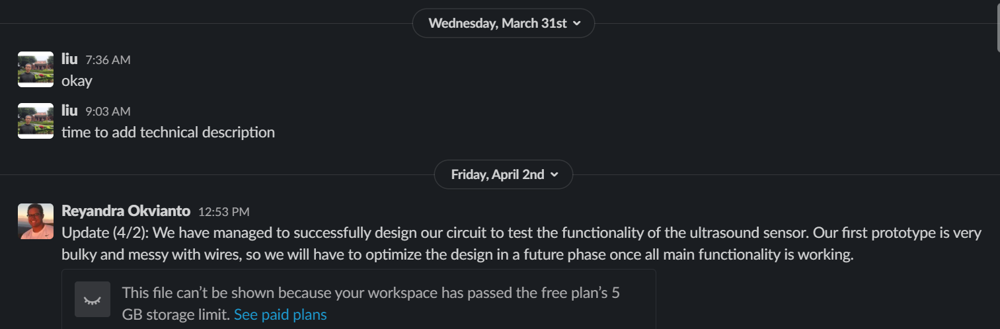 Wednesday, March 31st
liu 7:36 AM
okay
liu 9:03 AM
time to add technical description
Friday, April 2nd
Reyandra Okvianto 12:53 PM
Update (4/2): We have managed to successfully design our circuit to test the functionality of the ultrasound sensor. Our first prototype is very
bulky and messy with wires, so we will have to optimize the design in a future phase once all main functionality is working.
This file can’t be shown because your workspace has passed the free plan’s 5
GB storage limit. See paid plans